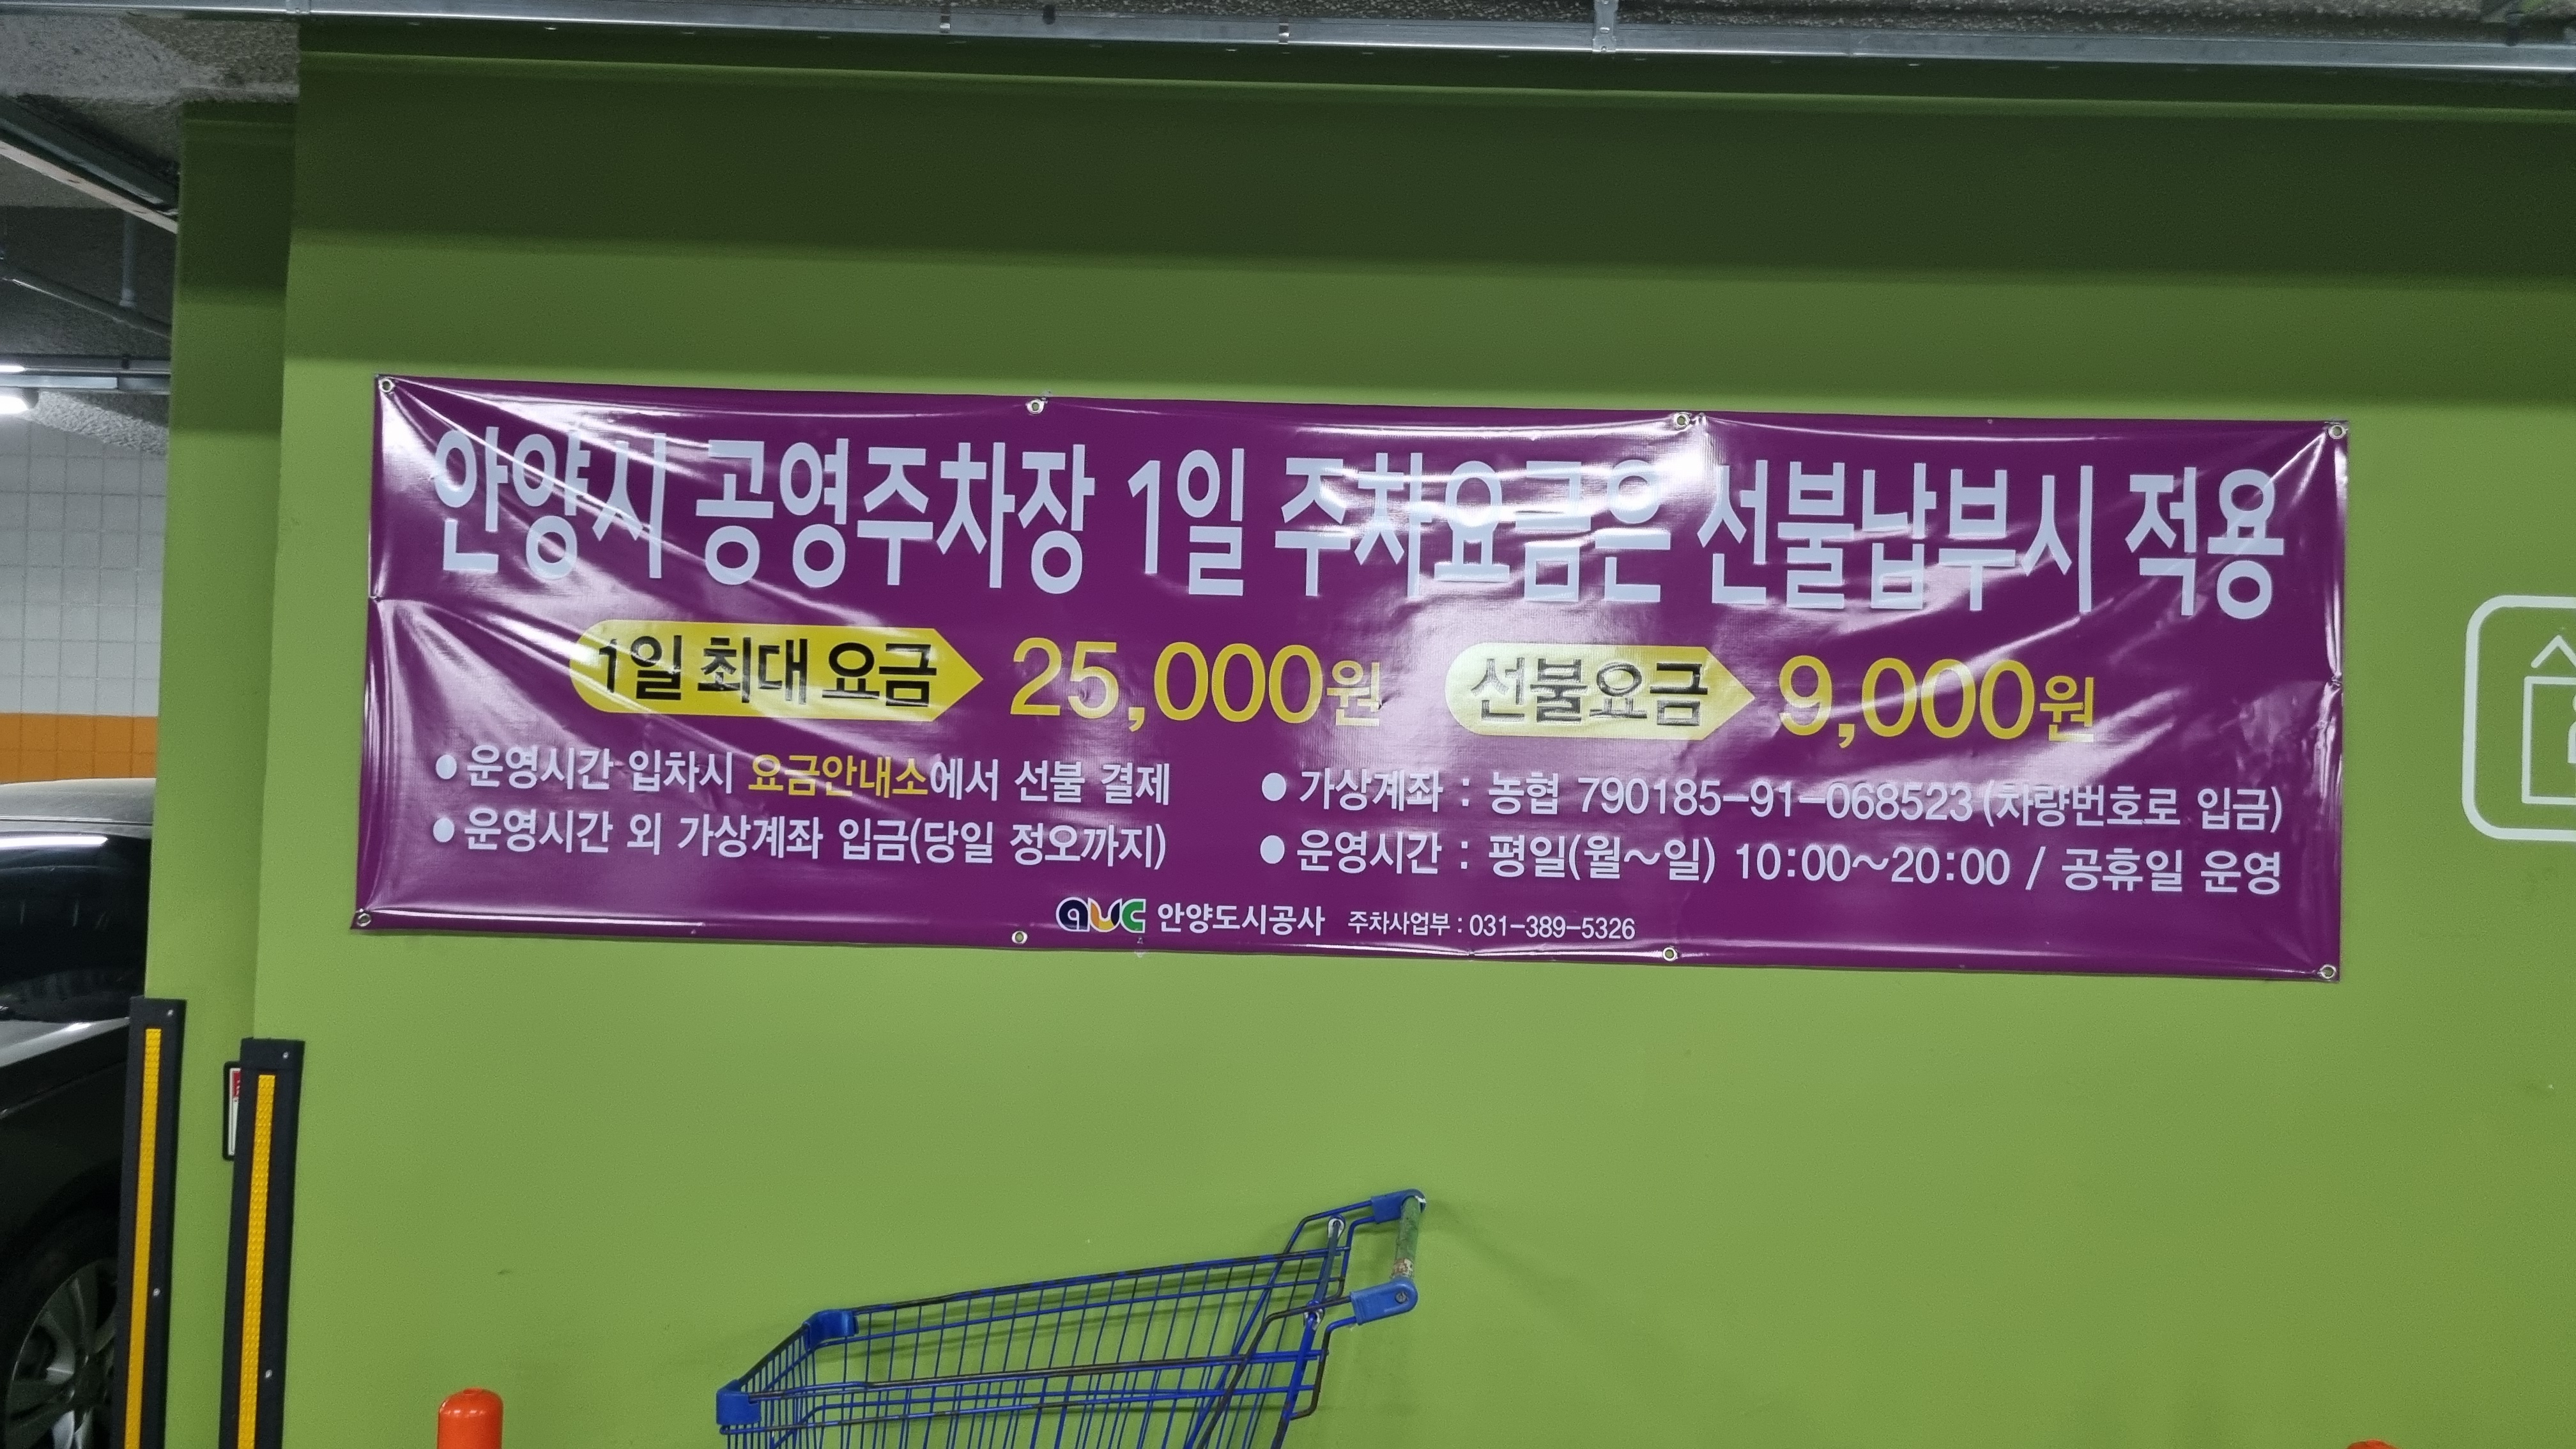 안양시 공영주차장 1일 주차요금은 선불납부시 적용
1일 최대 요금 25,000원 선불요금 9,000원
● 운영시간 입차시 요금안내소에서 선불 결제
● 운영시간 외 가상계좌 입금(당일 정오까지)
● 가상계좌 : 농협 790185-91-068523 (차량번호로 입금)
● 운영시간 : 평일(월~일) 10:00~20:00 / 공휴일 운영
auc 안양도시공사 주차사업부 : 031-389-5326